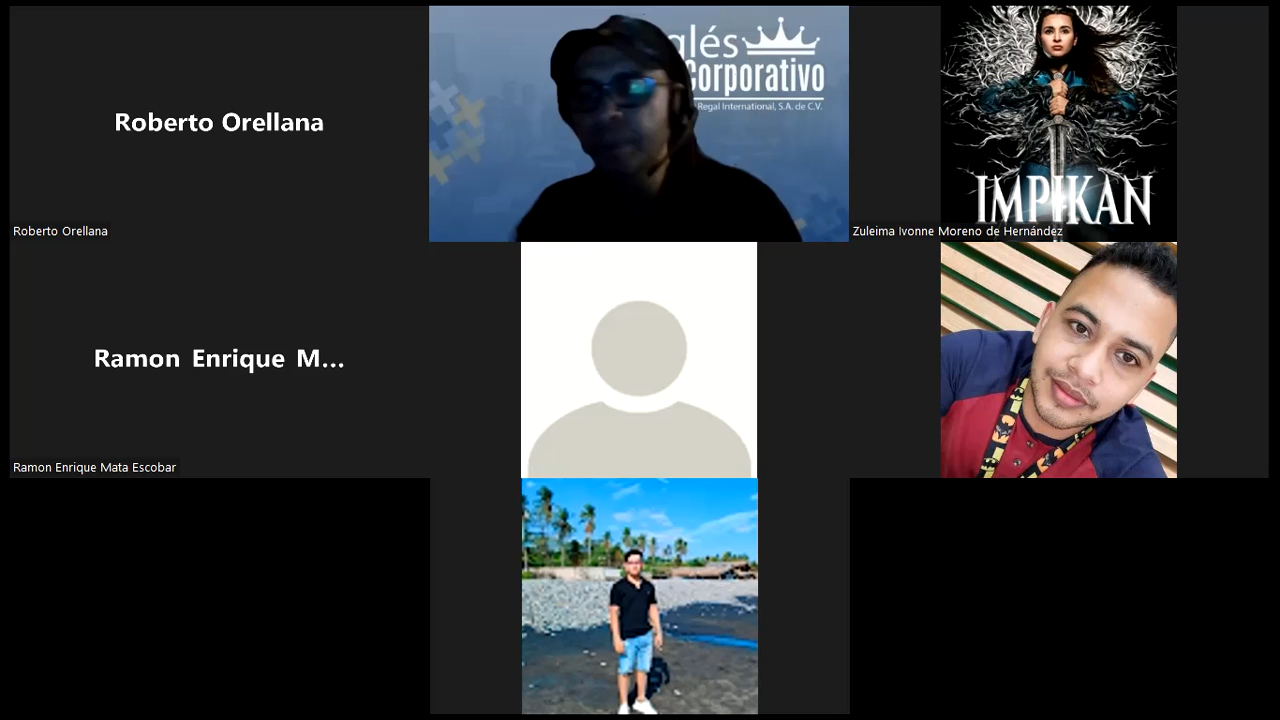 Roberto Orellana
Roberto Orellana
glés
Corporativo
Regal International, S.A. de C.V.
IMPIKAN
Zuleima Ivonne Moreno de Hernández
Ramon Enrique M...
Ramon Enrique Mata Escobar